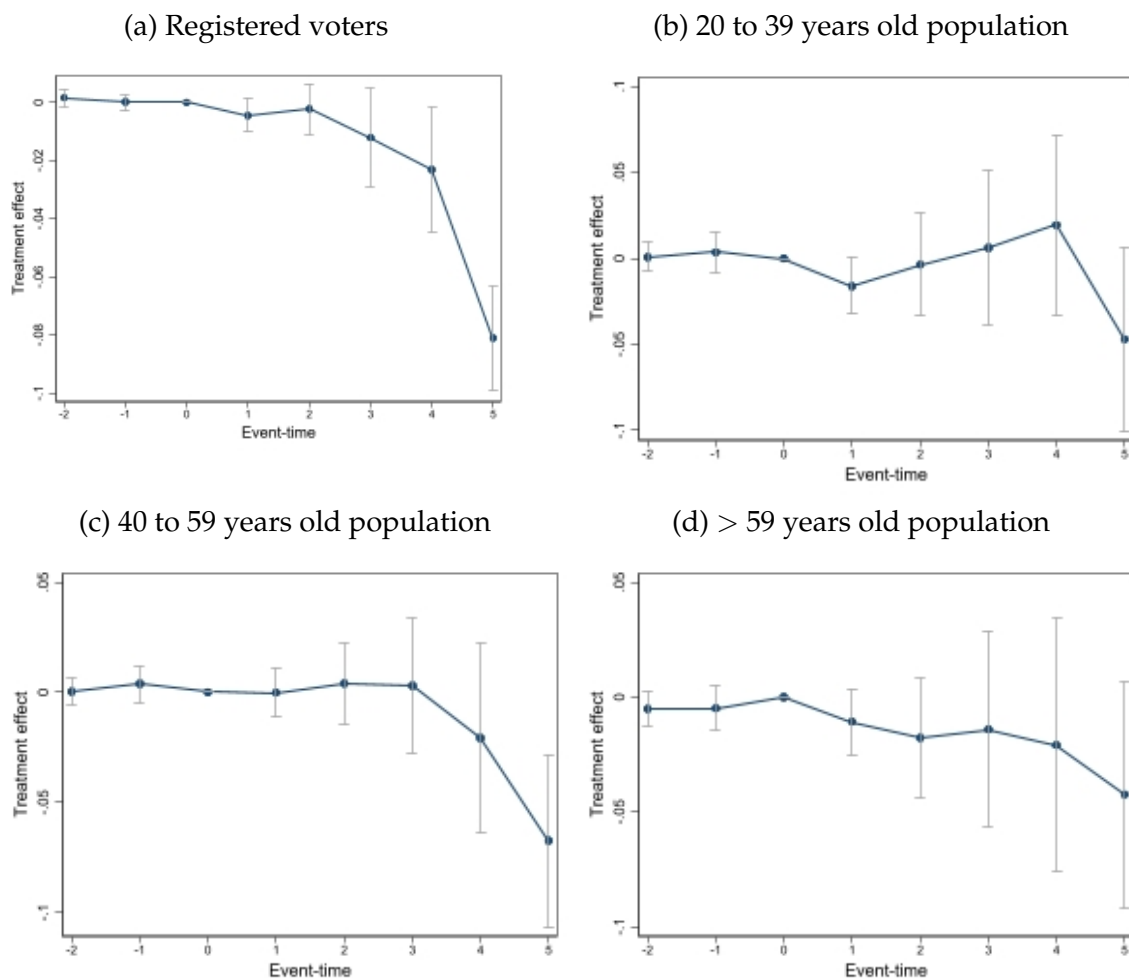 (a) Registered voters
Treatment effect
0
-.02
-.04
-.06
-.08
-.1
-2 -1 0 1 2 3 4 5
Event-time
(b) 20 to 39 years old population
Treatment effect
.1
.05
0
-.05
-.1
-2 -1 0 1 2 3 4 5
Event-time
(c) 40 to 59 years old population
Treatment effect
.05
0
-.05
-.1
-2 -1 0 1 2 3 4 5
Event-time
(d) > 59 years old population
Treatment effect
.05
0
-.05
-.1
-2 -1 0 1 2 3 4 5
Event-time